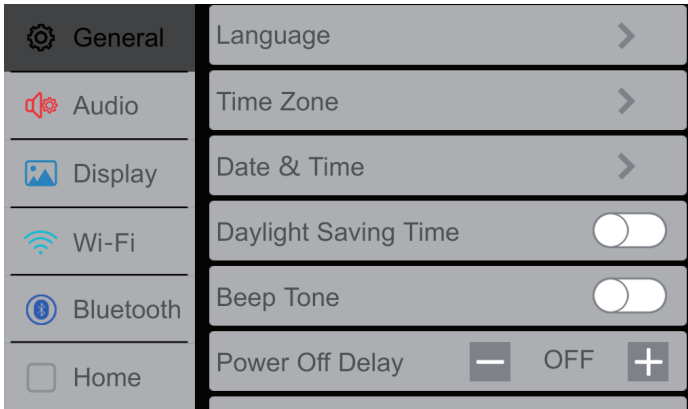 General
Audio
Display
Wi-Fi
Bluetooth
Home
Language
Time Zone
Date & Time
Daylight Saving Time
Beep Tone
Power Off Delay OFF